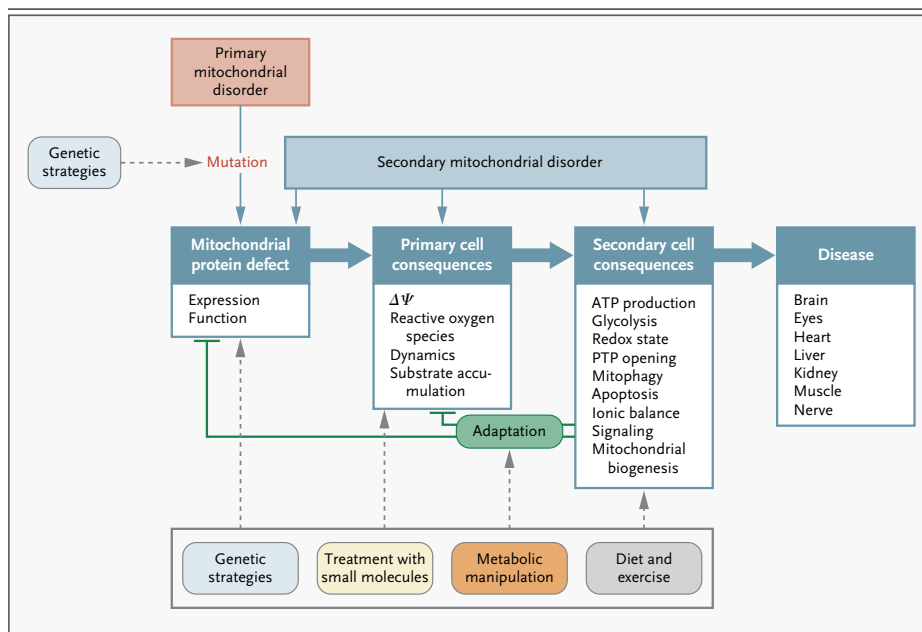 Primary
mitochondrial
disorder
Genetic
strategies
Mutation
Secondary mitochondrial disorder
Mitochondrial
protein defect
Expression
Function
Primary cell
consequences
ΔΨ
Reactive oxygen
species
Dynamics
Substrate accu-
mulation
Secondary cell
consequences
ATP production
Glycolysis
Redox state
PTP opening
Mitophagy
Apoptosis
Ionic balance
Signaling
Mitochondrial
biogenesis
Disease
Brain
Eyes
Heart
Liver
Kidney
Muscle
Nerve
Adaptation
Genetic
strategies
Treatment with
small molecules
Metabolic
manipulation
Diet and
exercise